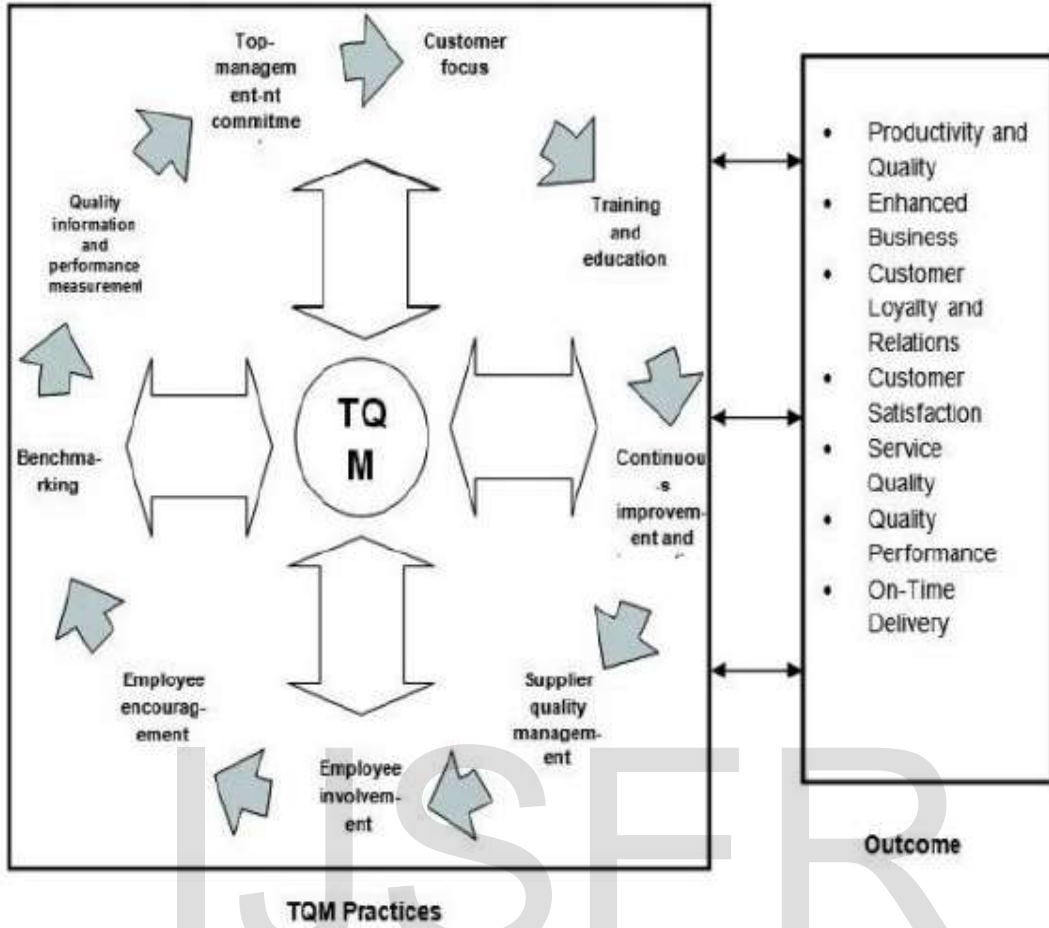 Top-
managem
ent-nt
commitme
Customer
focus
Training
and
education
Continuou
-s
improvem-
ent and
Supplier
quality
managem-
ent
Employee
involvem-
ent
Employee
encourag-
ement
Benchma-
rking
Quality
information
and
performance
measurement
TQ
M
TQM Practices
• Productivity and
Quality
• Enhanced
Business
• Customer
Loyalty and
Relations
• Customer
Satisfaction
• Service
Quality
• Quality
Performance
• On-Time
Delivery
Outcome
IJSER